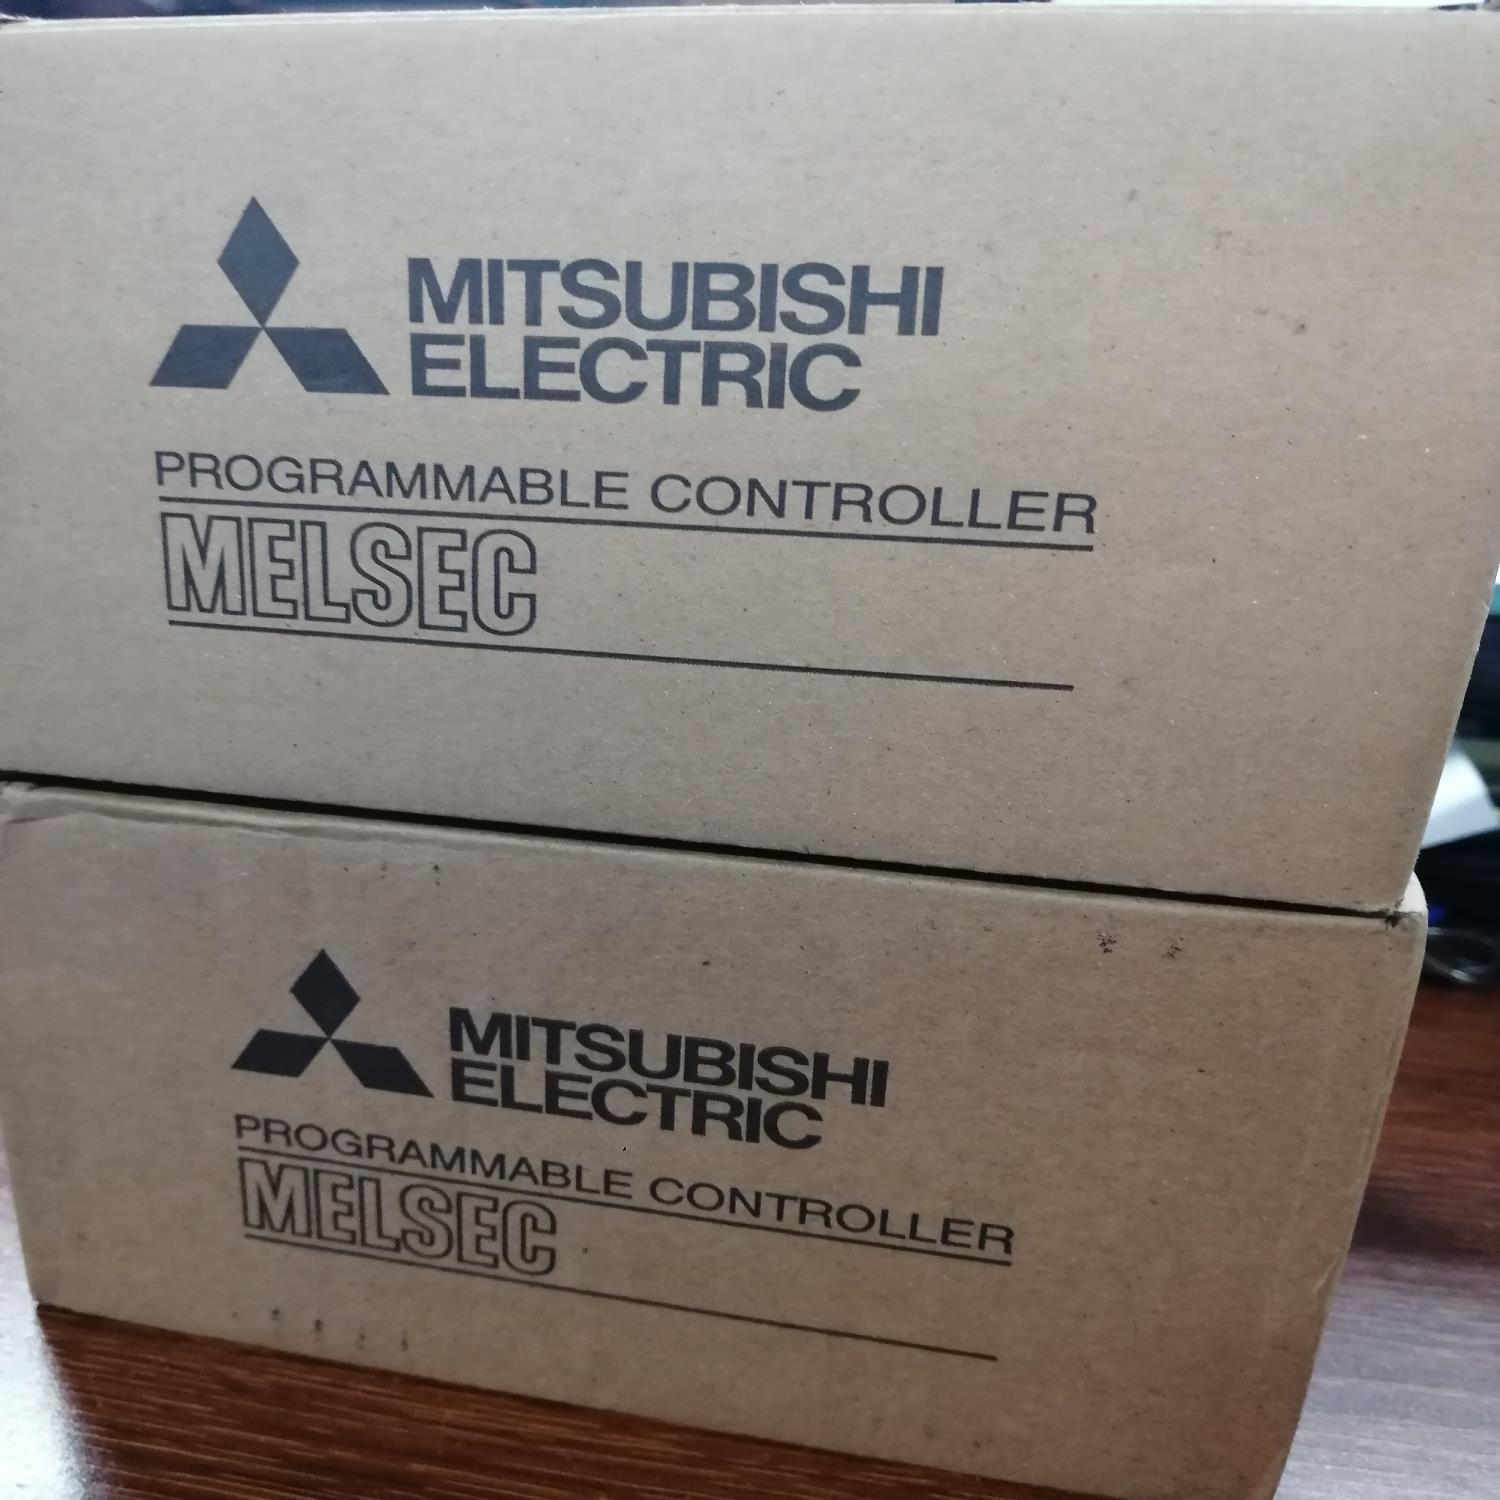 MITSUBISHI
ELECTRIC
PROGRAMMABLE CONTROLLER
MELSEC
MITSUBISHI
ELECTRIC
PROGRAMMABLE CONTROLLER
MELSEC